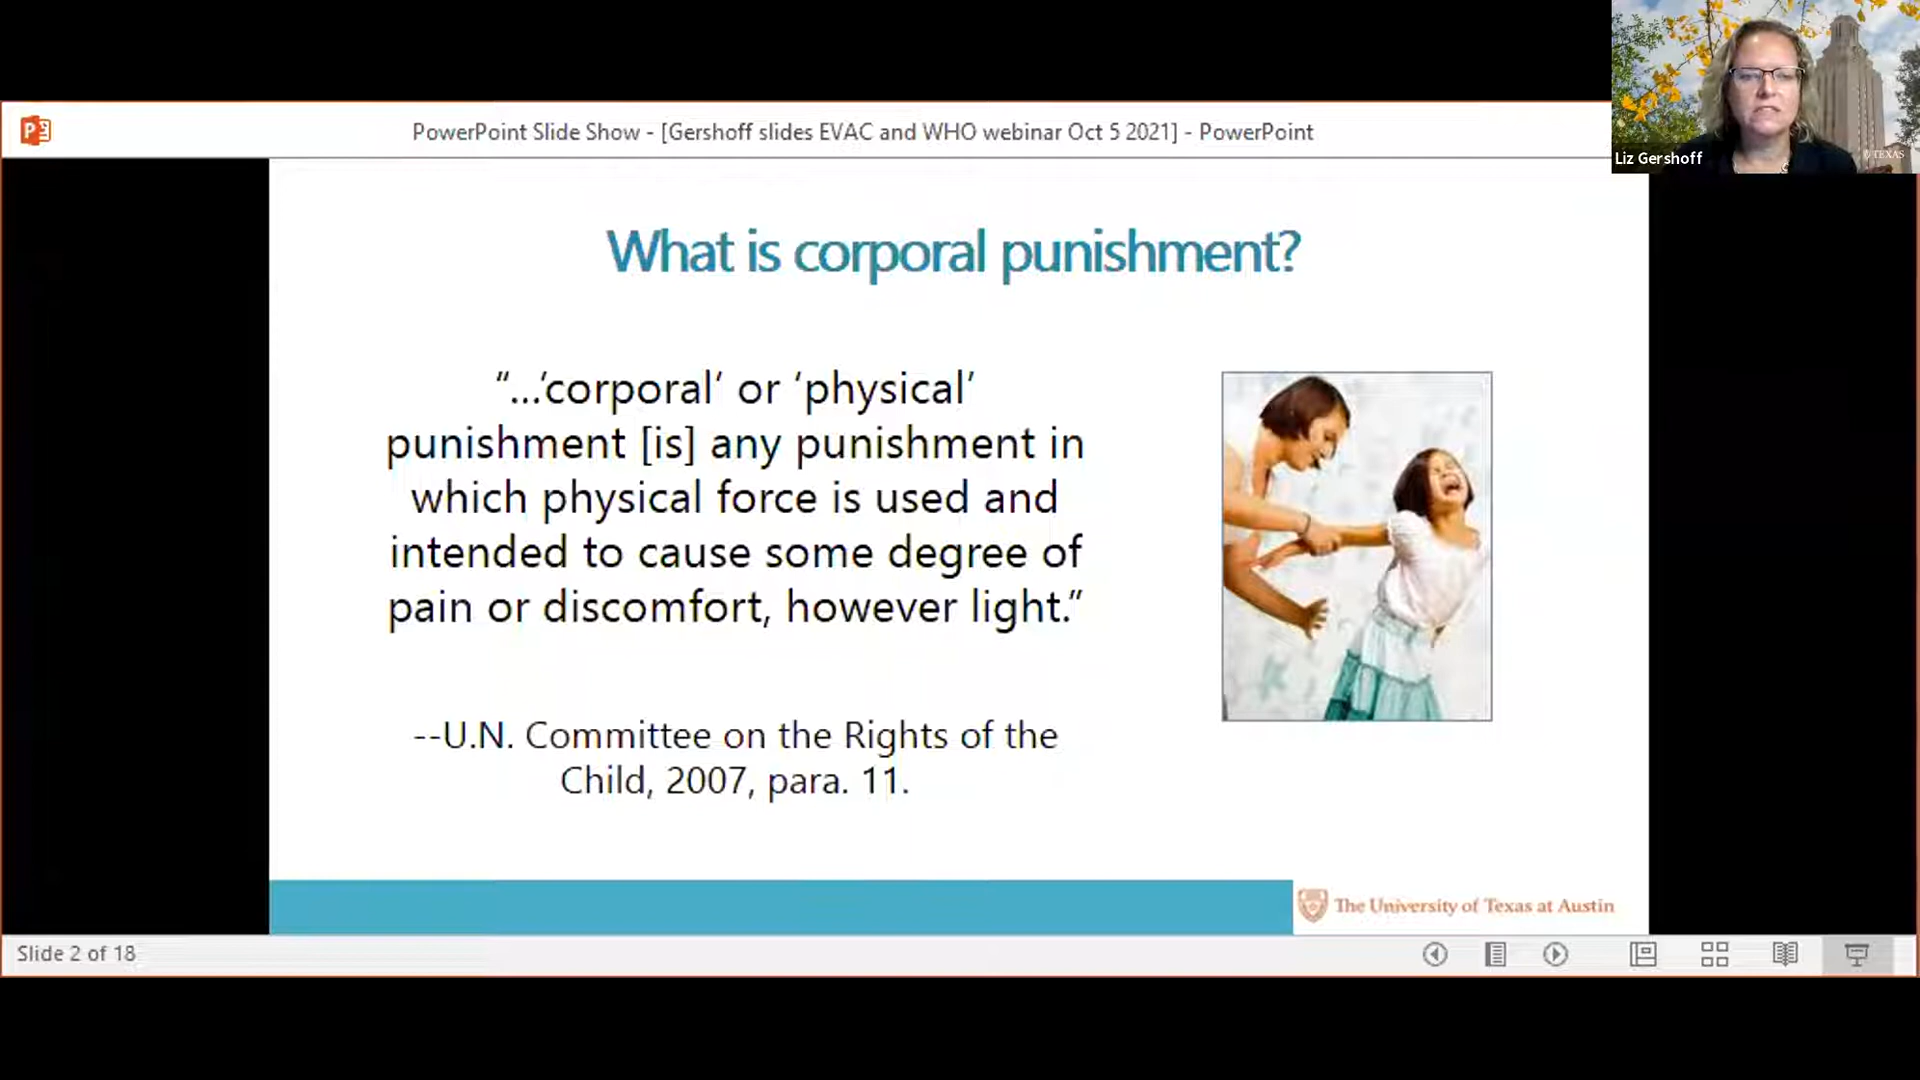 PowerPoint Slide Show - [Gershoff slides EVAC and WHO webinar Oct 5 2021] - PowerPoint
Liz Gershoff
TEXAS
What is corporal punishment?
“...‘corporal’ or ‘physical’
punishment [is] any punishment in
which physical force is used and
intended to cause some degree of
pain or discomfort, however light.”
--U.N. Committee on the Rights of the
Child, 2007, para. 11.
The University of Texas at Austin
Slide 2 of 18